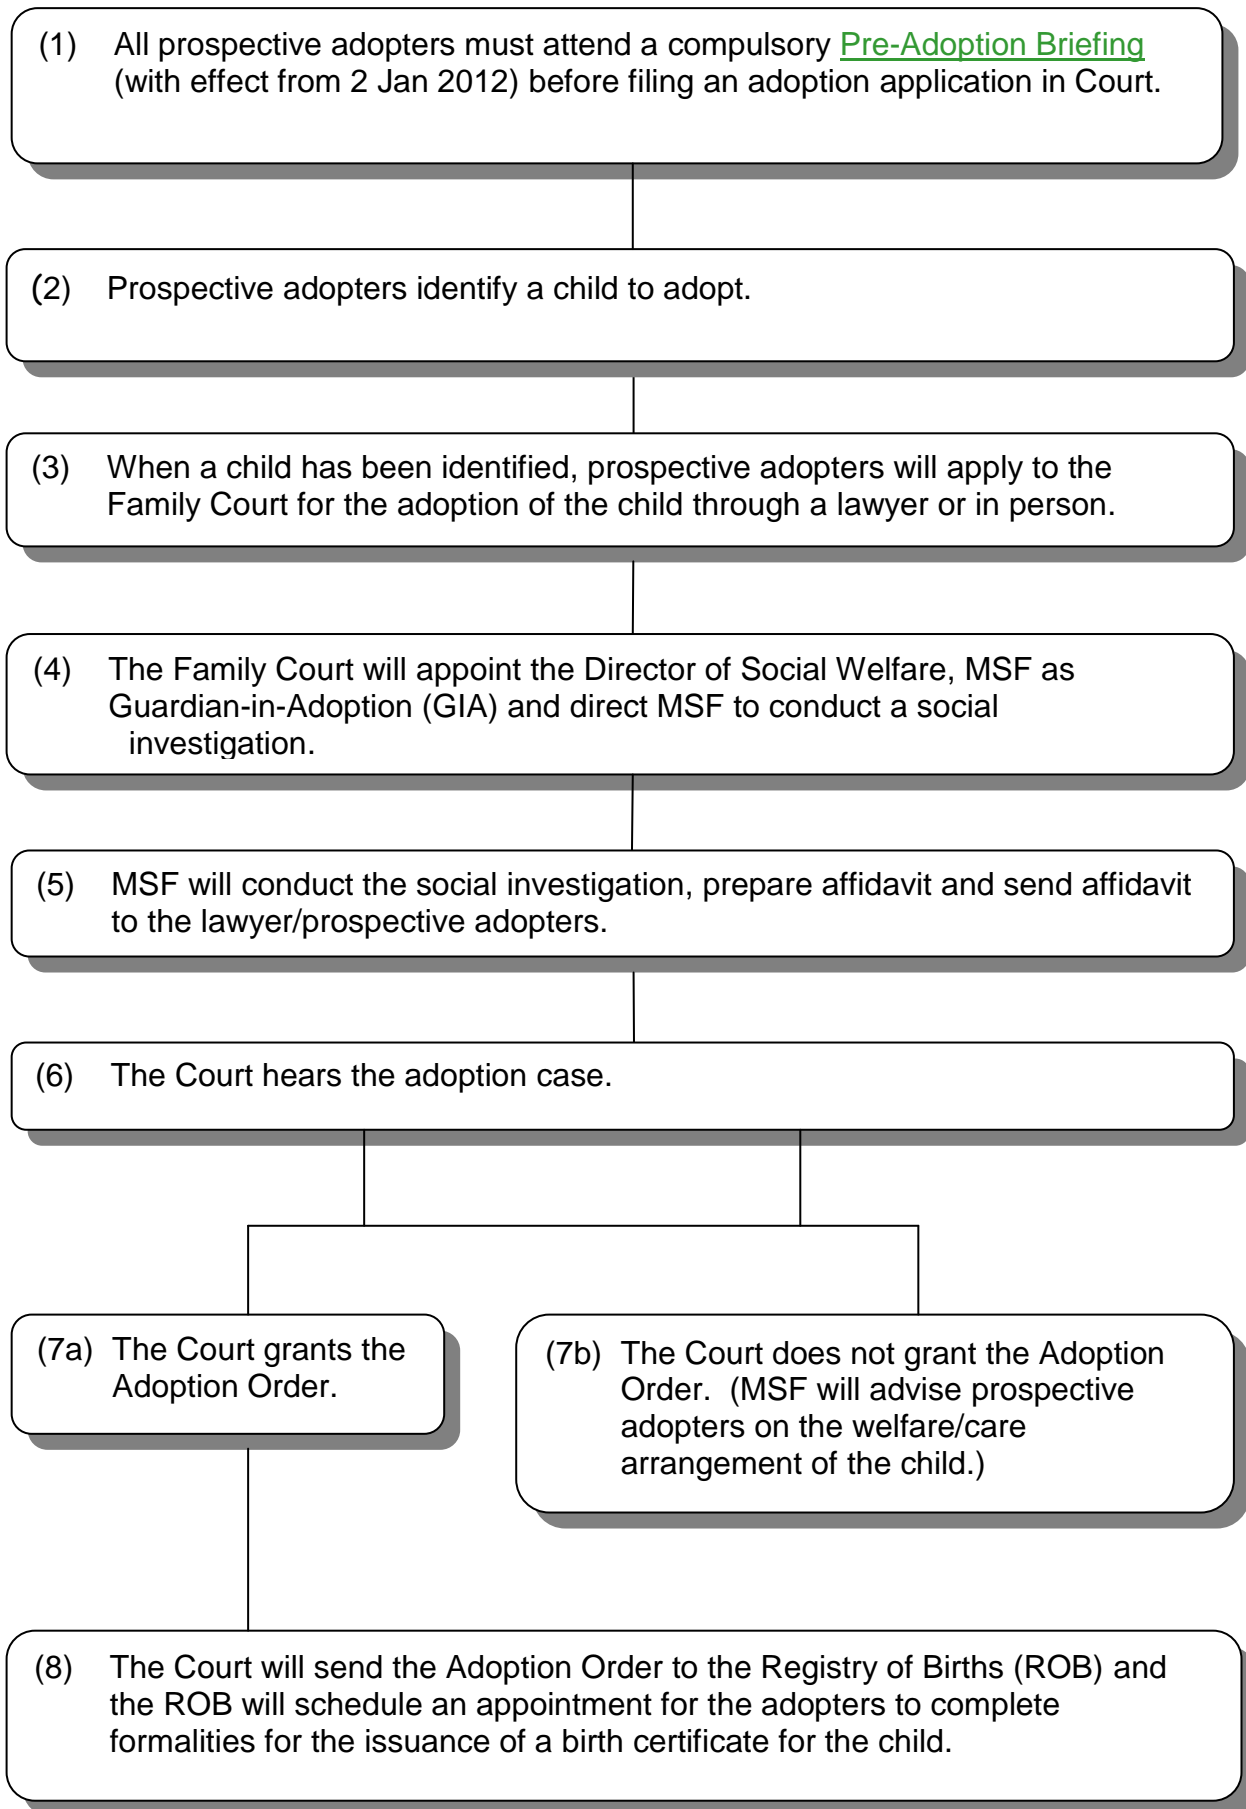 (1) All prospective adopters must attend a compulsory Pre-Adoption Briefing
(with effect from 2 Jan 2012) before filing an adoption application in Court.
(2) Prospective adopters identify a child to adopt.
(3) When a child has been identified, prospective adopters will apply to the
Family Court for the adoption of the child through a lawyer or in person.
(4) The Family Court will appoint the Director of Social Welfare, MSF as
Guardian-in-Adoption (GIA) and direct MSF to conduct a social
investigation.
(5) MSF will conduct the social investigation, prepare affidavit and send affidavit
to the lawyer/prospective adopters.
(6) The Court hears the adoption case.
(7a) The Court grants the
Adoption Order.
(7b) The Court does not grant the Adoption
Order. (MSF will advise prospective
adopters on the welfare/care
arrangement of the child.)
(8) The Court will send the Adoption Order to the Registry of Births (ROB) and
the ROB will schedule an appointment for the adopters to complete
formalities for the issuance of a birth certificate for the child.